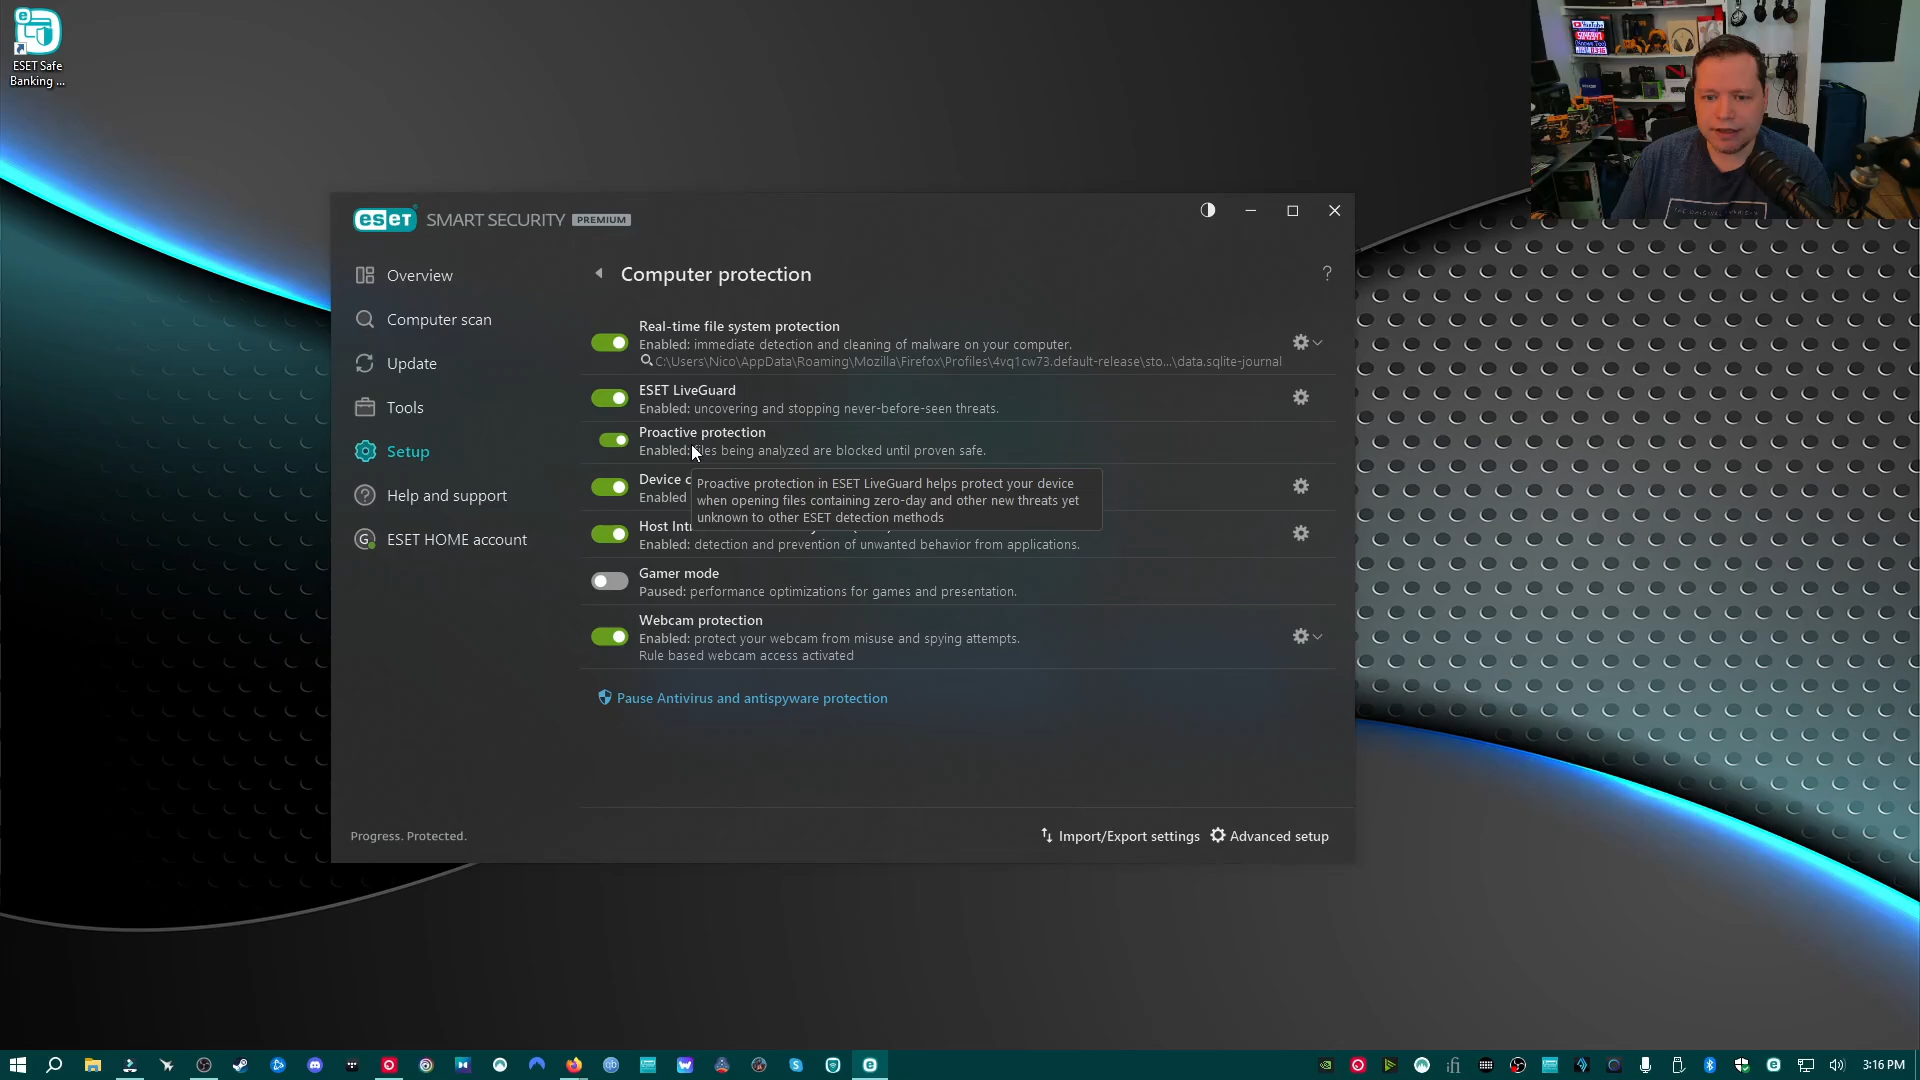 ESET Safe
Banking ...
eset SMART SECURITY PREMIUM
Overview
Computer scan
Update
Tools
Setup
Help and support
ESET HOME account
Computer protection
?
Real-time file system protection
Enabled: immediate detection and cleaning of malware on your computer.
C:\Users\Nico\AppData\Roaming\Mozilla\Firefox\Profiles\4vq1cw73.default-release\sto...\data.sqlite-journal
ESET LiveGuard
Enabled: uncovering and stopping never-before-seen threats.
Proactive protection
Enabled: files being analyzed are blocked until proven safe.
Device
Enabled
Proactive protection in ESET LiveGuard helps protect your device
when opening files containing zero-day and other new threats yet
unknown to other ESET detection methods
Host
Enabled: detection and prevention of unwanted behavior from applications.
Gamer mode
Paused: performance optimizations for games and presentation.
Webcam protection
Enabled: protect your webcam from misuse and spying attempts.
Rule based webcam access activated
Pause Antivirus and antispyware protection
Progress. Protected.
Import/Export settings
Advanced setup
3:16 PM